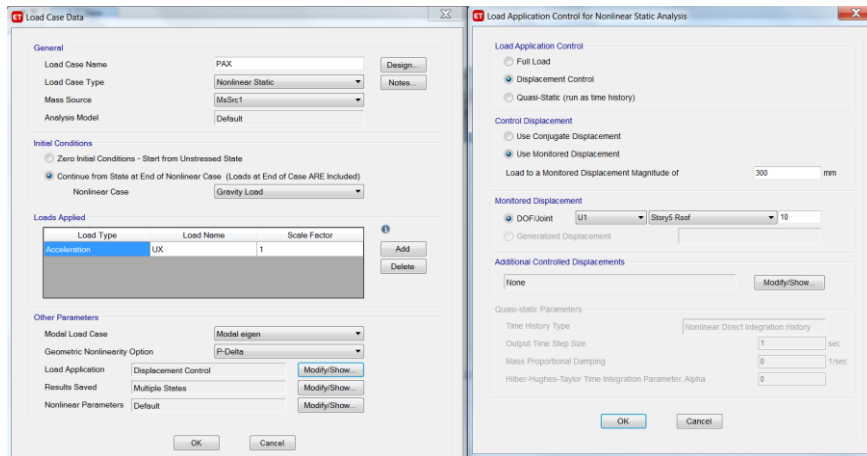 ET Load Case Data
General
Load Case Name PAX Design...
Load Case Type Nonlinear Static Notes...
Mass Source MsSrc1
Analysis Model Default
Initial Conditions
Zero Initial Conditions - Start from Unstressed State
Continue from State at End of Nonlinear Case (Loads at End of Case ARE Included)
Nonlinear Case Gravity Load
Loads Applied
Load Type Load Name Scale Factor
Acceleration UX 1 Add
Delete
Other Parameters
Modal Load Case Modal eigen
Geometric Nonlinearity Option P-Delta
Load Application Displacement Control Modify/Show...
Results Saved Multiple States Modify/Show...
Nonlinear Parameters Default Modify/Show...
OK Cancel
ET Load Application Control for Nonlinear Static Analysis
Load Application Control
Full Load
Displacement Control
Quasi-Static (run as time history)
Control Displacement
Use Conjugate Displacement
Use Monitored Displacement
Load to a Monitored Displacement Magnitude of 300 mm
Monitored Displacement
DOF/Joint U1 Story5 Roof 10
Generalized Displacement
Additional Controlled Displacements
None Modify/Show...
Quasi-static Parameters
Time History Type Nonlinear Direct Integration History
Output Time Step Size 1 sec
Mass Proportional Damping 0 1/sec
Hilber-Hughes-Taylor Time Integration Parameter, Alpha 0
OK Cancel